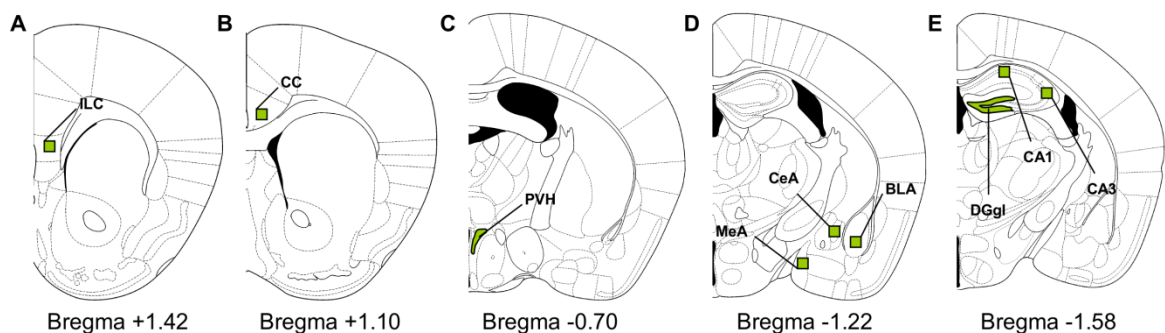 A
B
C
D
E
ILC
CC
PVH
CeA
BLA
MeA
CA1
CA3
DGgl
Bregma +1.42
Bregma +1.10
Bregma -0.70
Bregma -1.22
Bregma -1.58